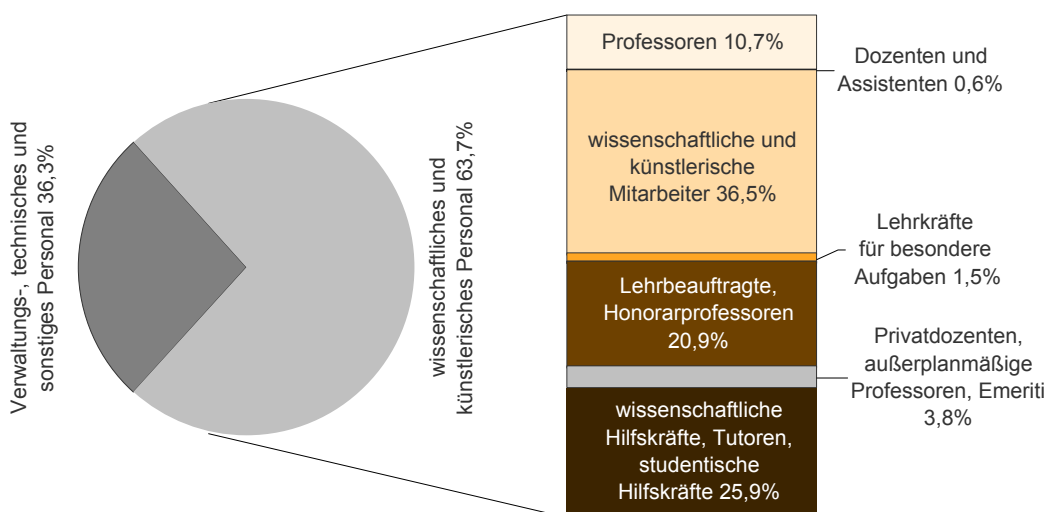 Verwaltungs-, technisches und
sonstiges Personal 36,3%
wissenschaftliches und
künstlerisches Personal 63,7%
Professoren 10,7%
Dozenten und
Assistenten 0,6%
wissenschaftliche und
künstlerische
Mitarbeiter 36,5%
Lehrkräfte
für besondere
Aufgaben 1,5%
Lehrbeauftragte,
Honorarprofessoren
20,9%
Privatdozenten,
außerplanmäßige
Professoren, Emeriti
3,8%
wissenschaftliche
Hilfskräfte, Tutoren,
studentische
Hilfskräfte 25,9%